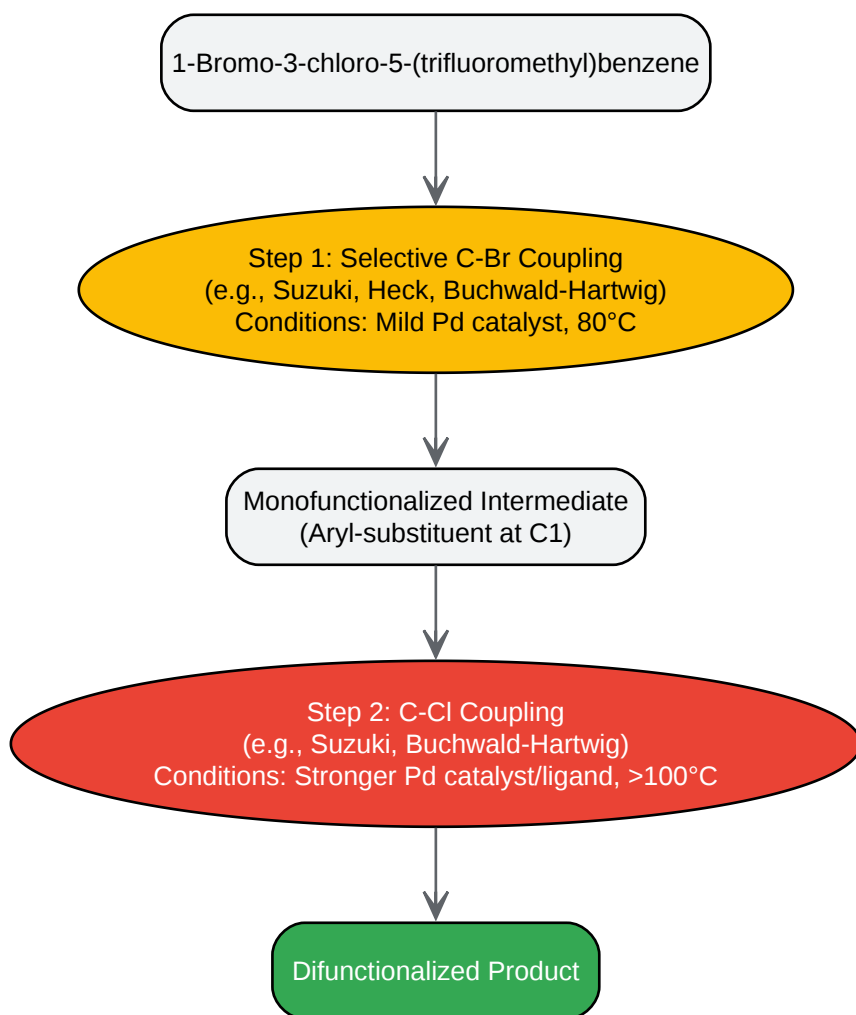 1-Bromo-3-chloro-5-(trifluoromethyl)benzene
Step 1: Selective C-Br Coupling
(e.g., Suzuki, Heck, Buchwald-Hartwig)
Conditions: Mild Pd catalyst, 80°C
Monofunctionalized Intermediate
(Aryl-substituent at C1)
Step 2: C-Cl Coupling
(e.g., Suzuki, Buchwald-Hartwig)
Conditions: Stronger Pd catalyst/ligand, >100°C
Difunctionalized Product